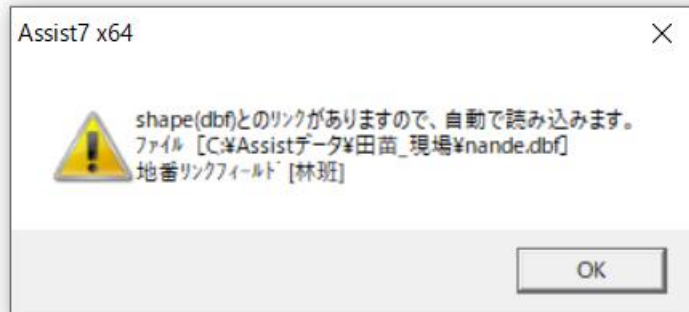 Assist7 x64
shape(dbf)とのﾘﾝｸがありますので、自動で読み込みます。
ﾌｧｲﾙ [C:¥Assistデータ¥田苗_現場¥nande.dbf]
地番ﾘﾝｸﾌｨｰﾙﾄﾞ [林班]
OK